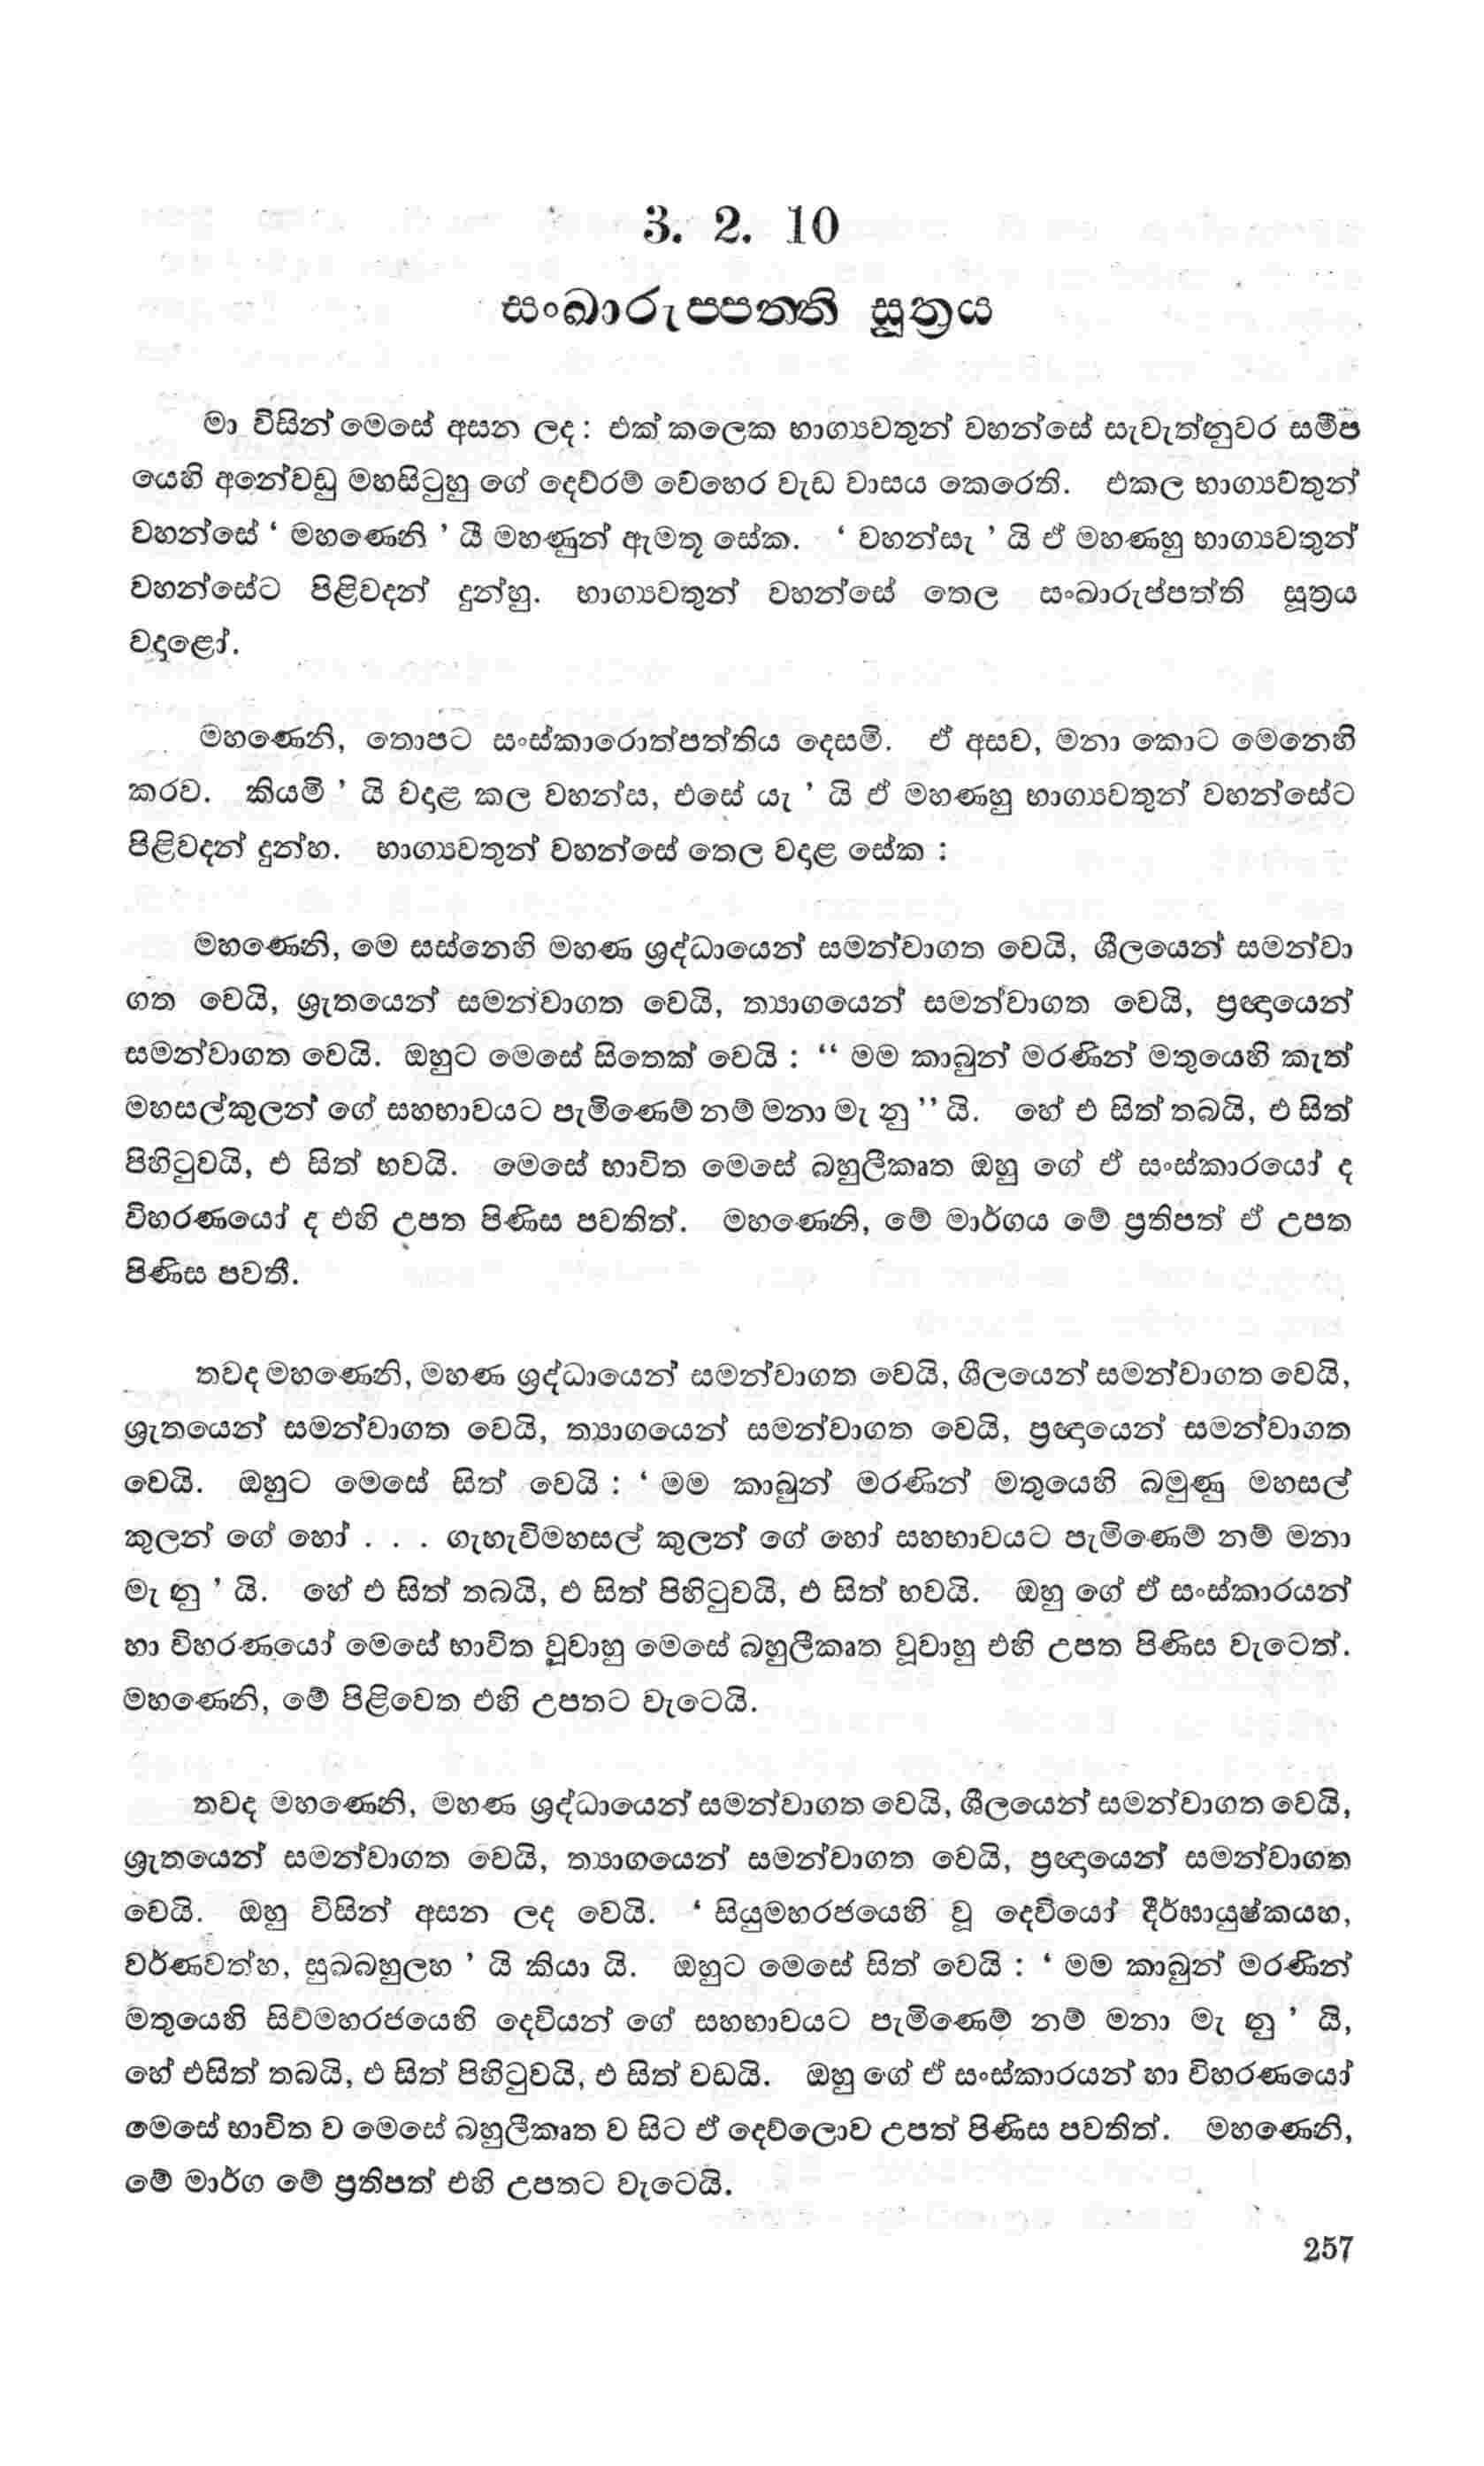 3. 2. 10
සංඛාරුපපතති සූත්‍රය
මා විසින් මෙසේ අසන ලද : එක් කලෙක භාග්‍යවතුන් වහන්සේ සැවැත්නුවර සමීප
යෙහි අනේවඩු මහසිටුහු ගේ දෙව්රම් වෙහෙර වැඩ වාසය කෙරෙති. එකල භාග්‍යවතුන්
වහන්සේ ‘ මහණෙනි ’ යී මහණුන් ඇමතූ සේක. ‘ වහන්සැ ’ යි ඒ මහණහු භාග්‍යවතුන්
වහන්සේට පිළිවදන් දුන්හු. භාග්‍යවතුන් වහන්සේ තෙල සංඛාරුප්පත්ති සූත්‍රය
වදාළෝ.
මහණෙනි, තොපට සංස්කාරොත්පත්තිය දෙසමි. ඒ අසව, මනා කොට මෙනෙහි
කරව. කියමි ’ යි වදාළ කල වහන්ස, එසේ යැ ’ යි ඒ මහණහු භාග්‍යවතුන් වහන්සේට
පිළිවදන් දුන්හ. භාග්‍යවතුන් වහන්සේ තෙල වදාළ සේක :
මහණෙනි, මෙ සස්නෙහි මහණ ශ්‍රද්ධායෙන් සමන්වාගත වෙයි, ශීලයෙන් සමන්වා
ගත වෙයි, ශ්‍රුතයෙන් සමන්වාගත වෙයි, ත්‍යාගයෙන් සමන්වාගත වෙයි, ප්‍රඥායෙන්
සමන්වාගත වෙයි. ඔහුට මෙසේ සිතෙක් වෙයි : “ මම කාබුන් මරණින් මතුයෙහි කැත්
මහසල්කුලන් ගේ සහභාවයට පැමිණෙම් නම් මනා මැ නු ” යි. හේ එ සිත් තබයි, එ සිත්
පිහිටුවයි, එ සිත් භවයි. මෙසේ භාවිත මෙසේ බහුලීකෘත ඔහු ගේ ඒ සංස්කාරයෝ ද
විහරණයෝ ද එහි උපත පිණිස පවතිත්. මහණෙනි, මේ මාර්ගය මේ ප්‍රතිපත් ඒ උපත
පිණිස පවතී.
තවද මහණෙනි, මහණ ශ්‍රද්ධායෙන් සමන්වාගත වෙයි, ශීලයෙන් සමන්වාගත වෙයි,
ශ්‍රුතයෙන් සමන්වාගත වෙයි, ත්‍යාගයෙන් සමන්වාගත වෙයි, ප්‍රඥායෙන් සමන්වාගත
වෙයි. ඔහුට මෙසේ සිත් වෙයි : ‘ මම කාබුන් මරණින් මතුයෙහි බමුණු මහසල්
කුලන් ගේ හෝ . . . ගැහැවිමහසල් කුලන් ගේ හෝ සහභාවයට පැමිණෙම් නම් මනා
මැ නු ’ යි. හේ එ සිත් තබයි, එ සිත් පිහිටුවයි, එ සිත් භවයි. ඔහු ගේ ඒ සංස්කාරයන්
හා විහරණයෝ මෙසේ භාවිත වූවාහු මෙසේ බහුලීකෘත වූවාහු එහි උපත පිණිස වැටෙත්.
මහණෙනි, මේ පිළිවෙත එහි උපතට වැටෙයි.
තවද මහණෙනි, මහණ ශ්‍රද්ධායෙන් සමන්වාගත වෙයි, ශීලයෙන් සමන්වාගත වෙයි,
ශ්‍රුතයෙන් සමන්වාගත වෙයි, ත්‍යාගයෙන් සමන්වාගත වෙයි, ප්‍රඥායෙන් සමන්වාගත
වෙයි. ඔහු විසින් අසන ලද වෙයි. ‘ සියුමහරජයෙහි වූ දෙවියෝ දීර්ඝායුෂ්කයහ,
වර්ණවත්හ, සුඛබහුලහ ’ යි කියා යි. ඔහුට මෙසේ සිත් වෙයි : ‘ මම කාබුන් මරණින්
මතුයෙහි සිව්මහරජයෙහි දෙවියන් ගේ සහභාවයට පැමිණෙම් නම් මනා මැ නු ’ යි,
හේ එසිත් තබයි, එ සිත් පිහිටුවයි, එ සිත් වඩයි. ඔහු ගේ ඒ සංස්කාරයන් හා විහරණයෝ
මෙසේ භාවිත ව මෙසේ බහුලීකෘත ව සිට ඒ දෙව්ලොව උපත් පිණිස පවතිත්. මහණෙනි,
මේ මාර්ග මේ ප්‍රතිපත් එහි උපතට වැටෙයි.
257